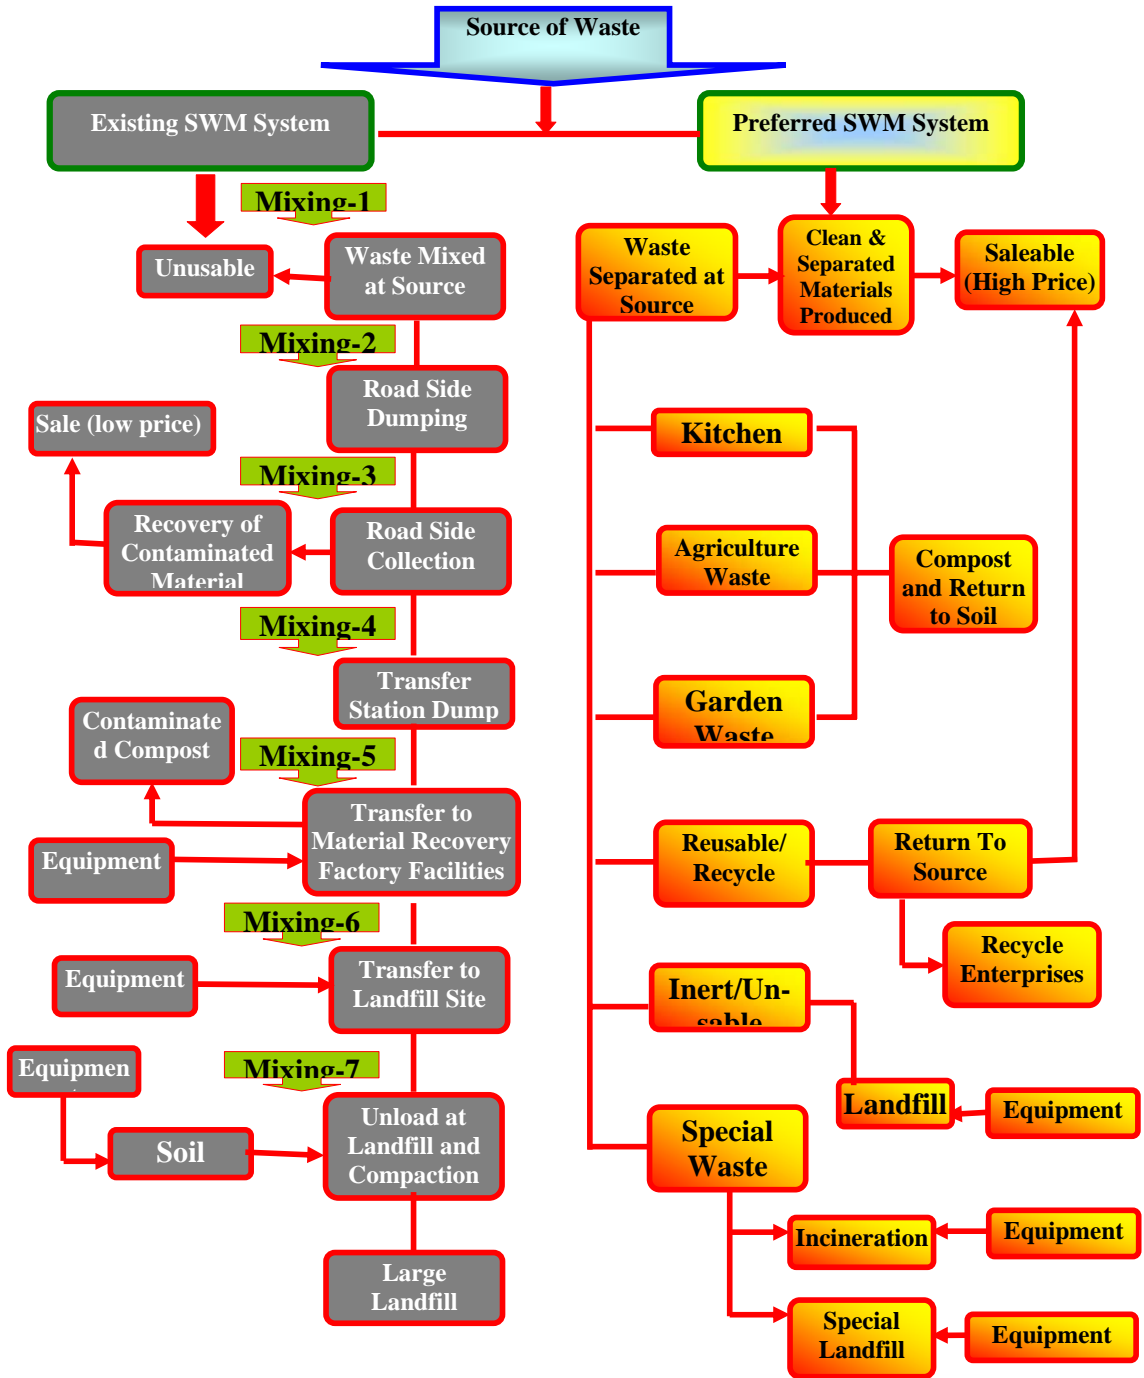 Source of Waste
Existing SWM System
Preferred SWM System
Mixing-1
Unusable
Waste Mixed
at Source
Mixing-2
Road Side
Dumping
Sale (low price)
Mixing-3
Recovery of
Contaminated
Material
Road Side
Collection
Mixing-4
Transfer
Station Dump
Contaminate
d Compost
Mixing-5
Transfer to
Material Recovery
Factory Facilities
Equipment
Mixing-6
Equipment
Transfer to
Landfill Site
Equipmen
Mixing-7
Soil
Unload at
Landfill and
Compaction
Large
Landfill
Waste
Separated at
Source
Clean &
Separated
Materials
Produced
Saleable
(High Price)
Kitchen
Agriculture
Waste
Compost
and Return
to Soil
Garden
Waste
Reusable/
Recycle
Return To
Source
Recycle
Enterprises
Inert/Un-
sable
Landfill
Equipment
Special
Waste
Incineration
Equipment
Special
Landfill
Equipment